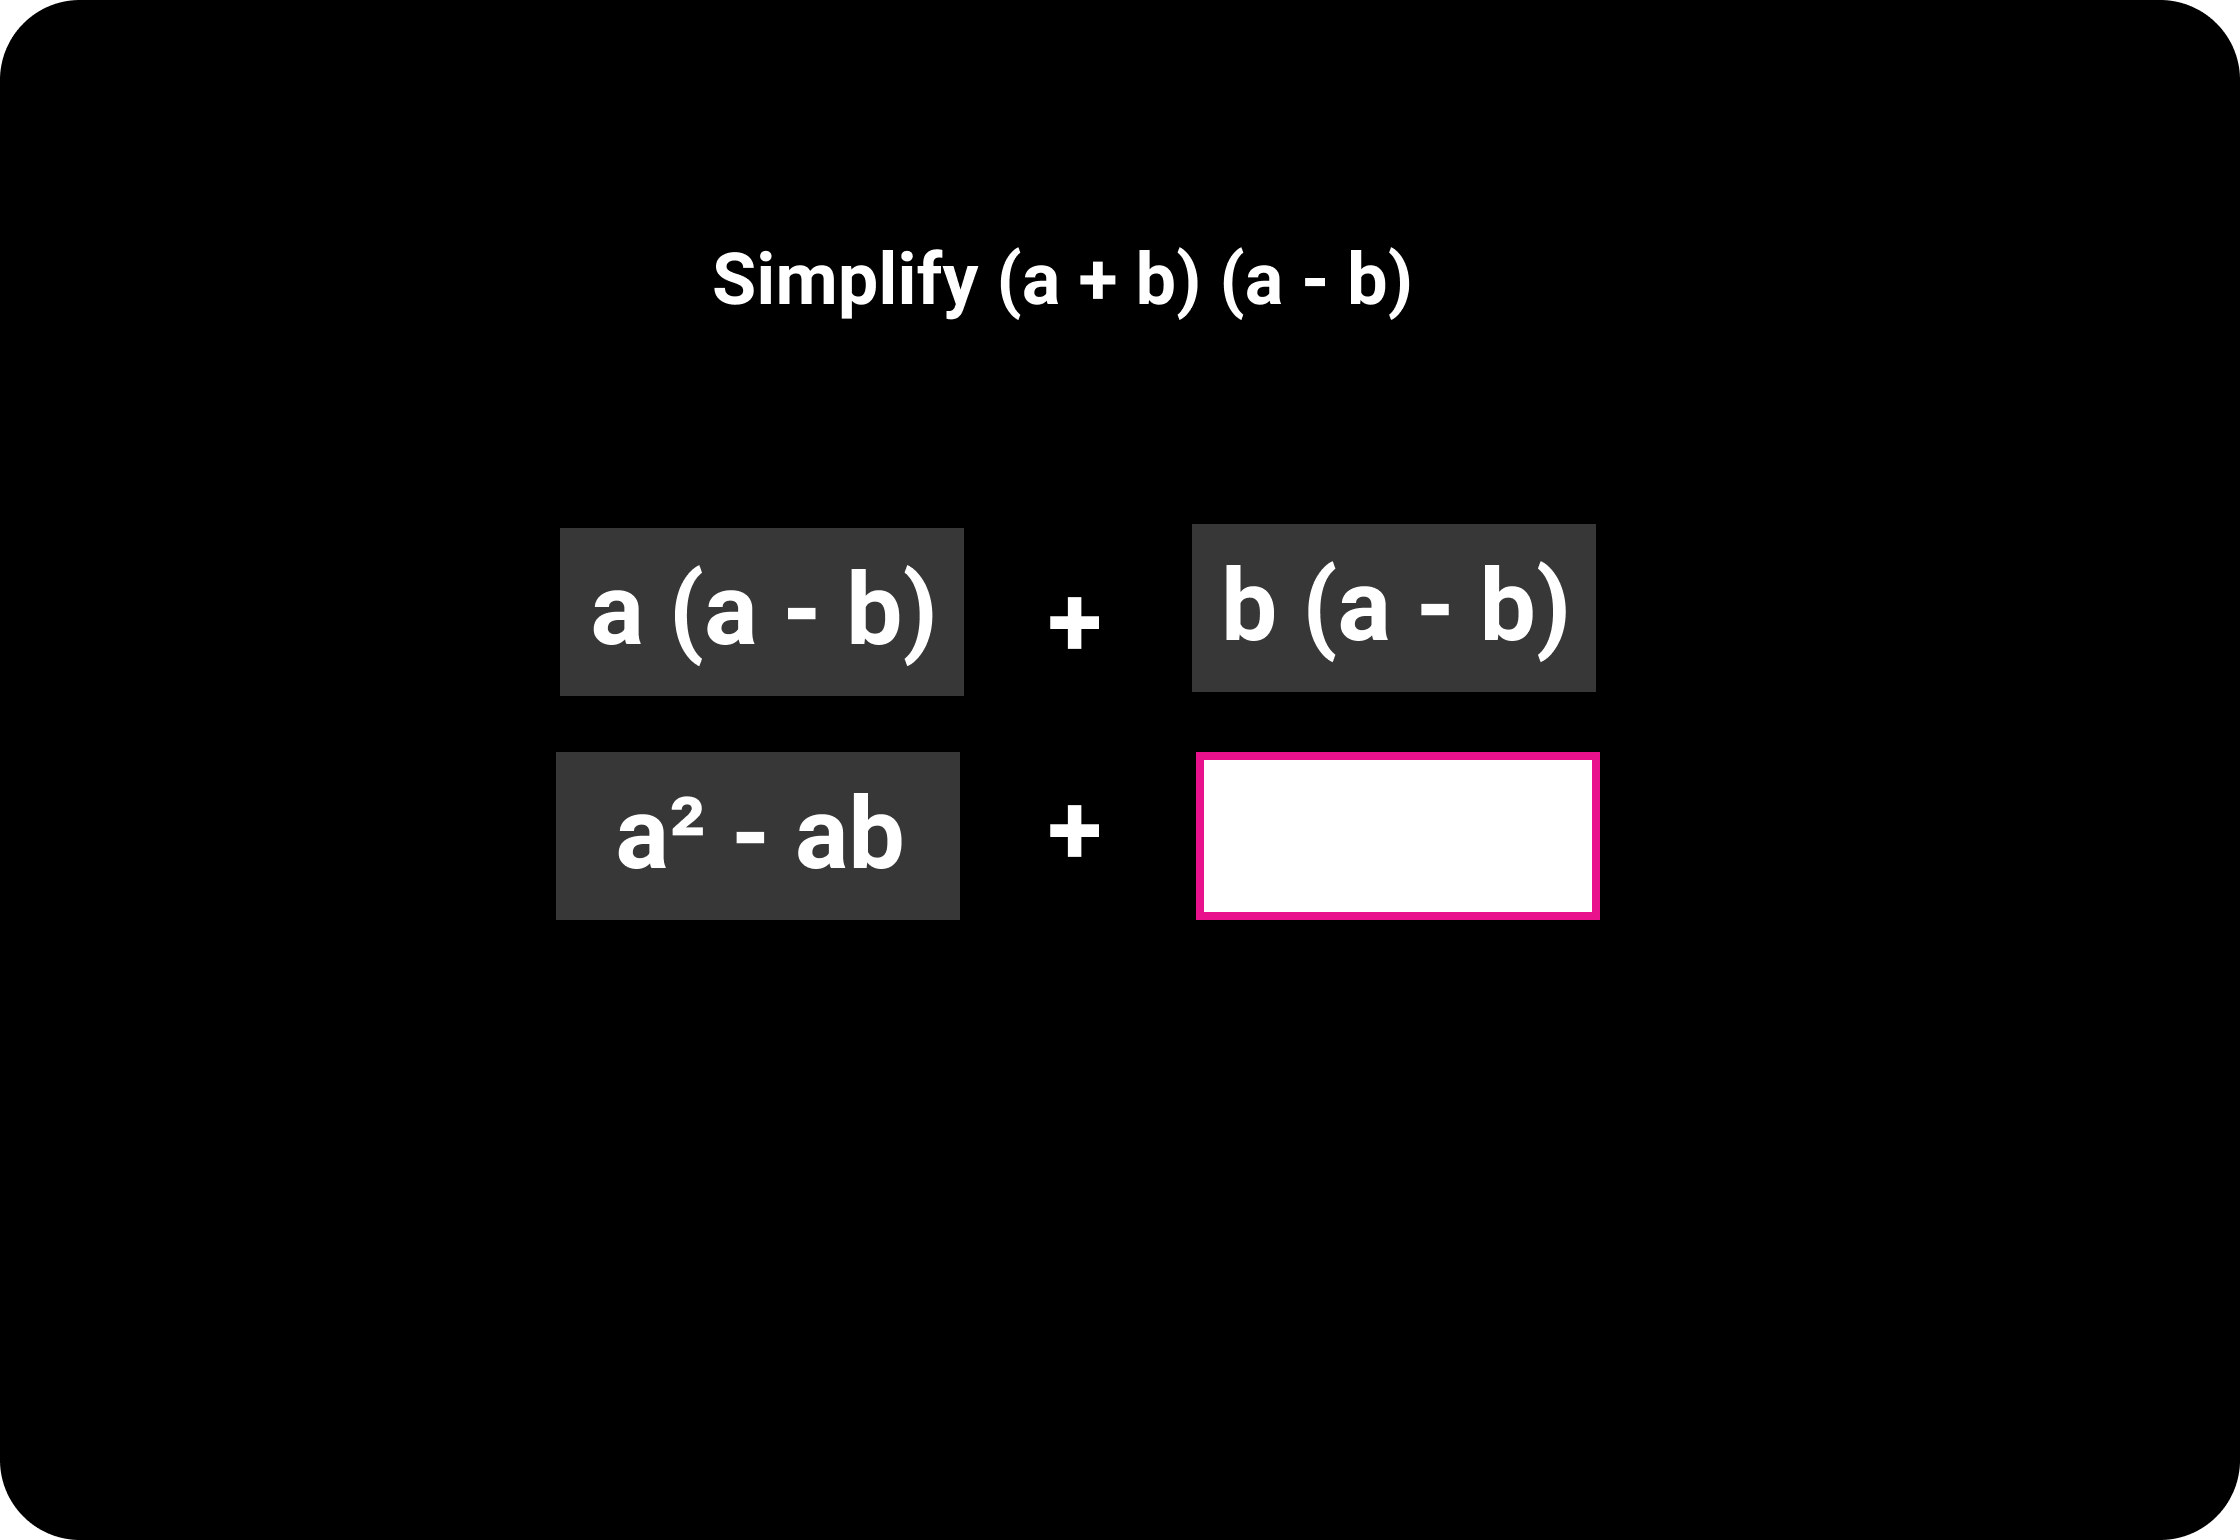 Simplify (a + b) (a - b)
a (a - b) + b (a - b)
a² - ab +